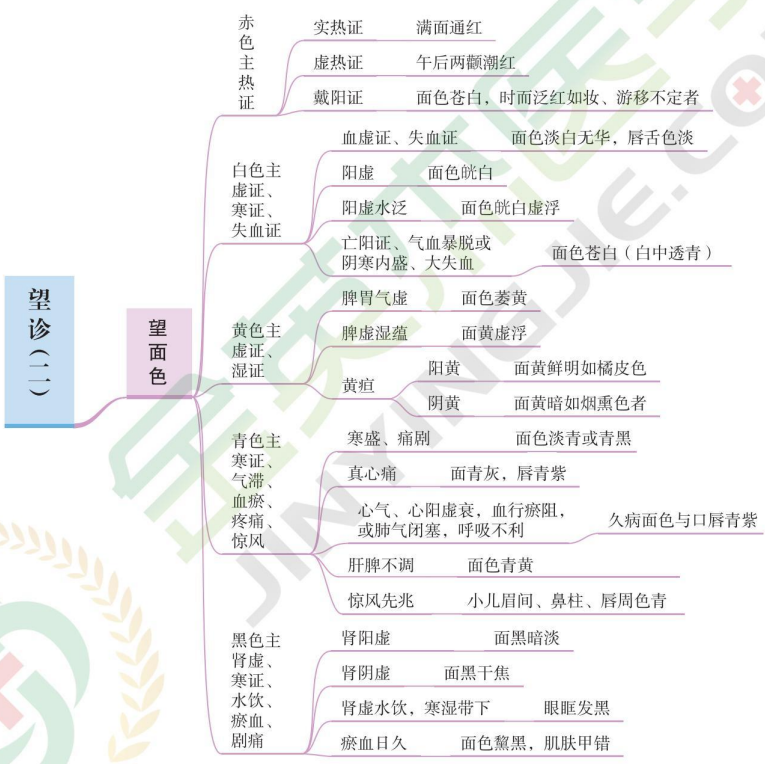 望诊（二）
望面色
赤色主热证
实热证 满面通红
虚热证 午后两颧潮红
戴阳证 面色苍白，时而泛红如妆、游移不定者
白色主
虚证、
寒证、
失血证
血虚证、失血证 面色淡白无华，唇舌色淡
阳虚 面色㿠白
阳虚水泛 面色㿠白虚浮
亡阳证、气血暴脱或
阴寒内盛、大失血
面色苍白（白中透青）
黄色主
虚证、
湿证
脾胃气虚 面色萎黄
脾虚湿蕴 面黄虚浮
黄疸
阳黄 面黄鲜明如橘皮色
阴黄 面黄暗如烟熏色者
青色主
寒证、
气滞、
血瘀、
疼痛、
惊风
寒盛、痛剧 面色淡青或青黑
真心痛 面青灰，唇青紫
心气、心阳虚衰，血行瘀阻，
或肺气闭塞，呼吸不利
久病面色与口唇青紫
肝脾不调 面色青黄
惊风先兆 小儿眉间、鼻柱、唇周色青
黑色主
肾虚、
寒证、
水饮、
瘀血、
剧痛
肾阳虚 面黑暗淡
肾阴虚 面黑干焦
肾虚水饮，寒湿带下 眼眶发黑
瘀血日久 面色黧黑，肌肤甲错
金英杰医学
JINYINGJIE.COM